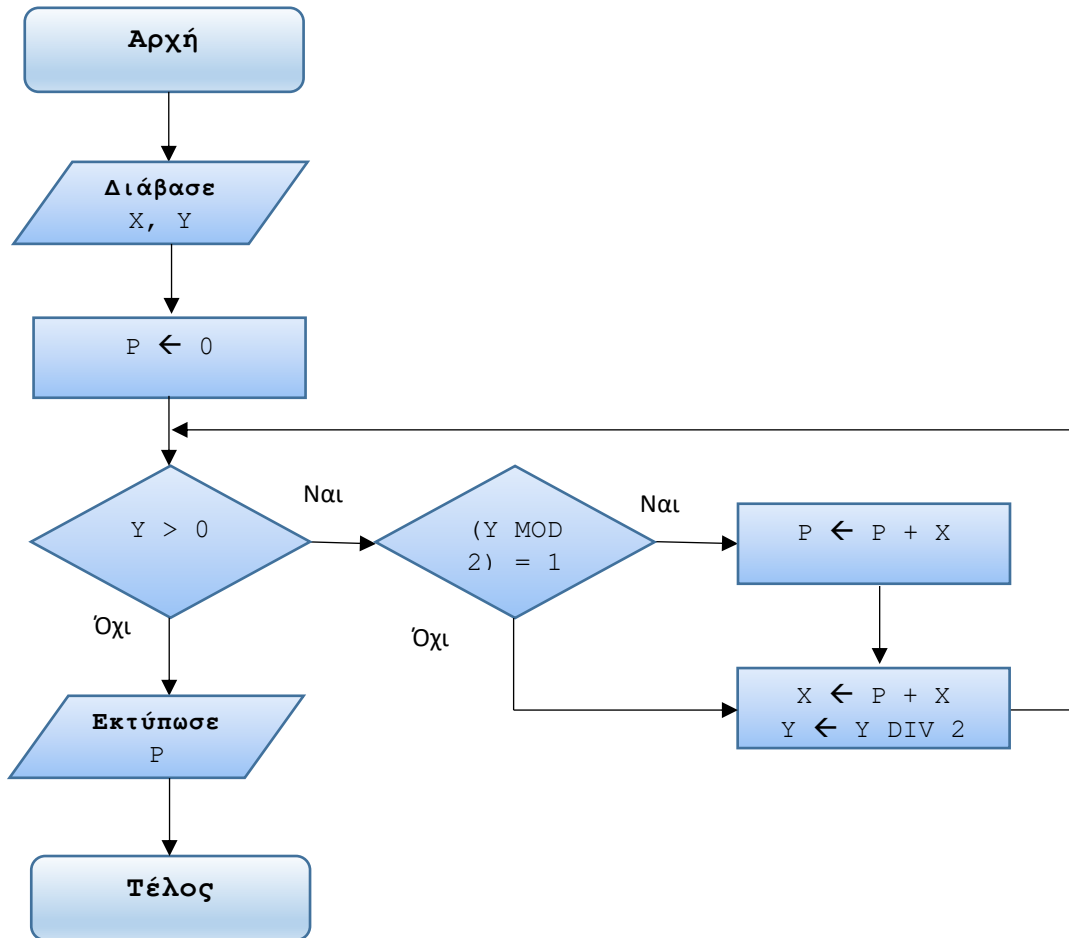 Αρχή
Διάβασε
X, Y
P ← 0
Y > 0
Ναι
(Y MOD
2) = 1
Ναι
P ← P + X
Όχι
Όχι
X ← P + X
Y ← Y DIV 2
Εκτύπωσε
P
Τέλος